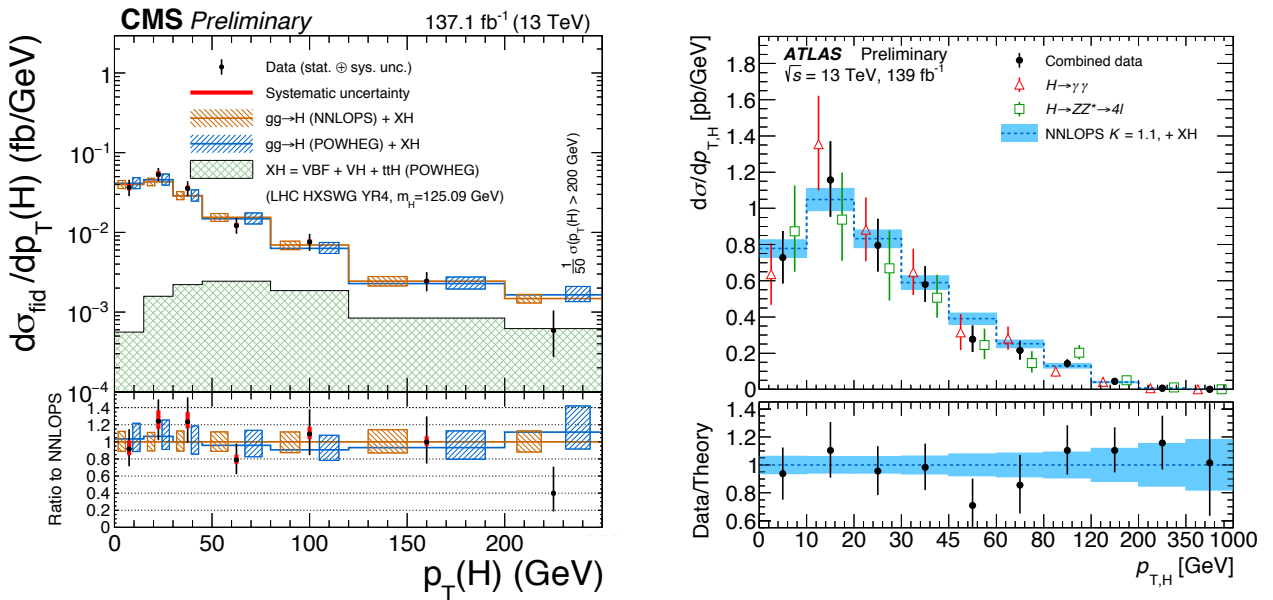 CMS Preliminary 137.1 fb⁻¹ (13 TeV)
dσ_fid/dp_T(H) (fb/GeV)
1
10⁻¹
10⁻²
10⁻³
10⁻⁴
Data (stat. ⊕ sys. unc.)
Systematic uncertainty
gg→H (NNLOPS) + XH
gg→H (POWHEG) + XH
XH = VBF + VH + ttH (POWHEG)
(LHC HXSWG YR4, m_H=125.09 GeV)
1/50 σ(p_T(H) > 200 GeV)
Ratio to NNLOPS
1.4
1.2
1
0.8
0.6
0.4
0.2
0
0 50 100 150 200
p_T(H) (GeV)
ATLAS Preliminary
√s = 13 TeV, 139 fb⁻¹
Combined data
H→γγ
H→ZZ*→4l
NNLOPS K = 1.1, + XH
dσ/dp_T,H [pb/GeV]
1.8
1.6
1.4
1.2
1
0.8
0.6
0.4
0.2
0
Data/Theory
1.4
1.2
1.0
0.8
0.6
0 10 20 30 45 60 80 120 200 350 1000
p_T,H [GeV]